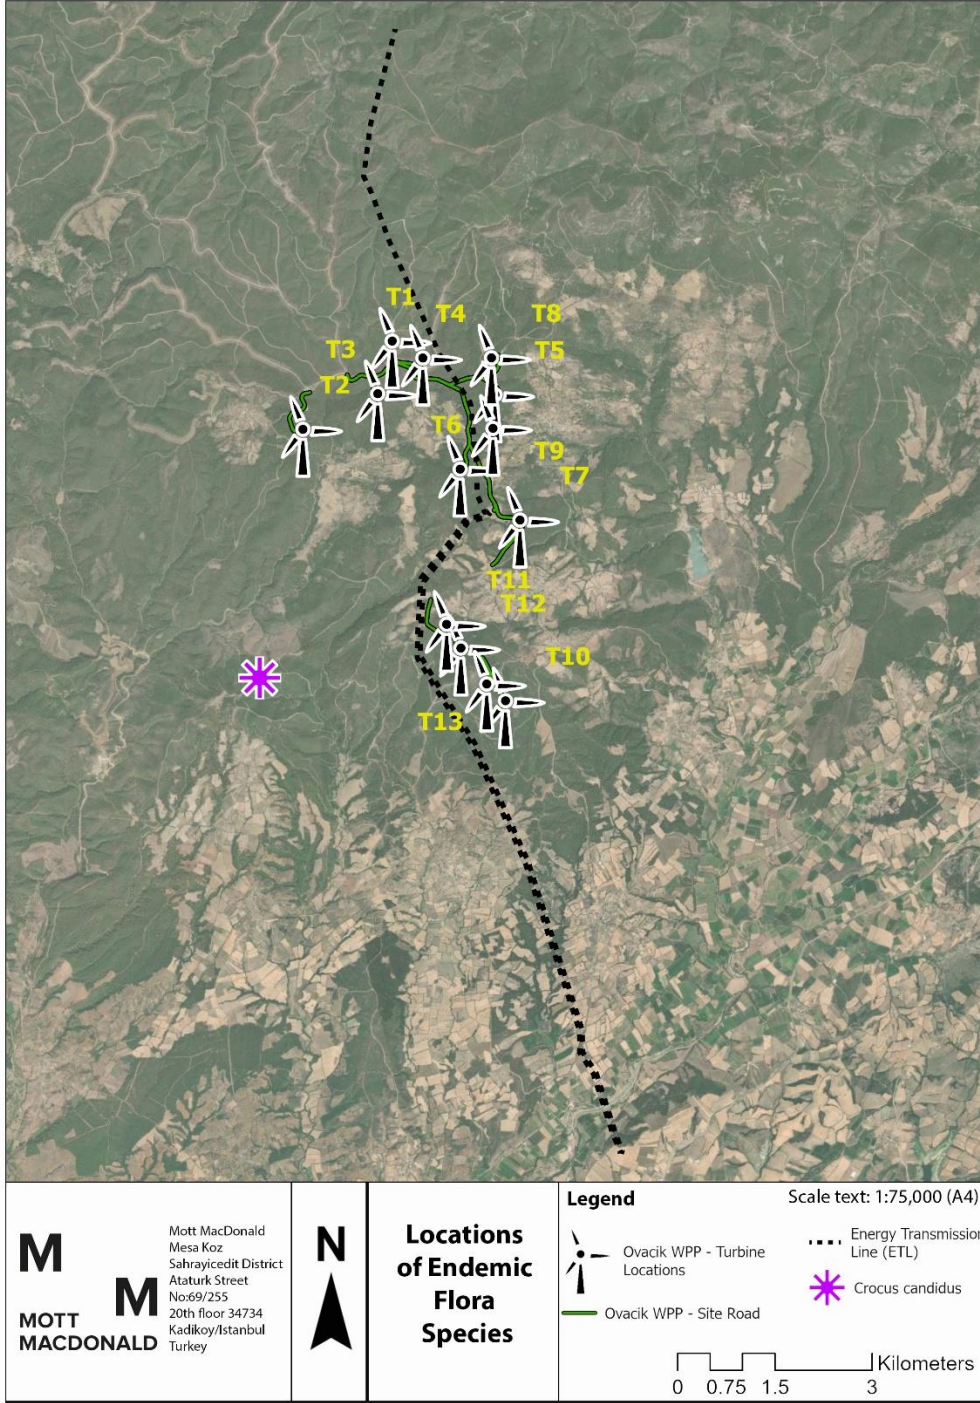 T1
T4
T8
T3
T5
T2
T6
T9
T7
T11
T12
T10
T13
M
M
MOTT
MACDONALD
Mott MacDonald
Mesa Koz
Sahrayicedit District
Ataturk Street
No:69/255
20th floor 34734
Kadikoy/Istanbul
Turkey
N
Locations
of Endemic
Flora
Species
Legend
Scale text: 1:75,000 (A4)
Ovacik WPP - Turbine
Locations
Ovacik WPP - Site Road
Energy Transmission
Line (ETL)
Crocus candidus
Kilometers
0 0.75 1.5 3